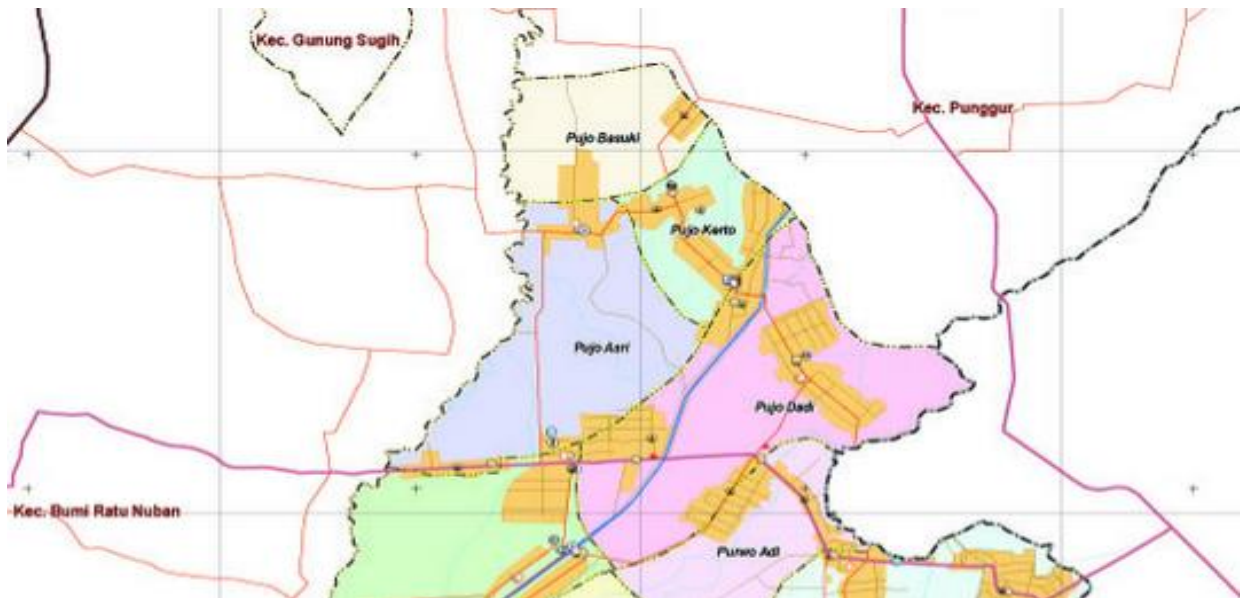 Kec. Gunung Sugih
Kec. Punggur
Pujo Basuki
Pujo Kerto
Pujo Asri
Pujo Dadi
Kec. Bumi Ratu Nuban
Purwo Adi